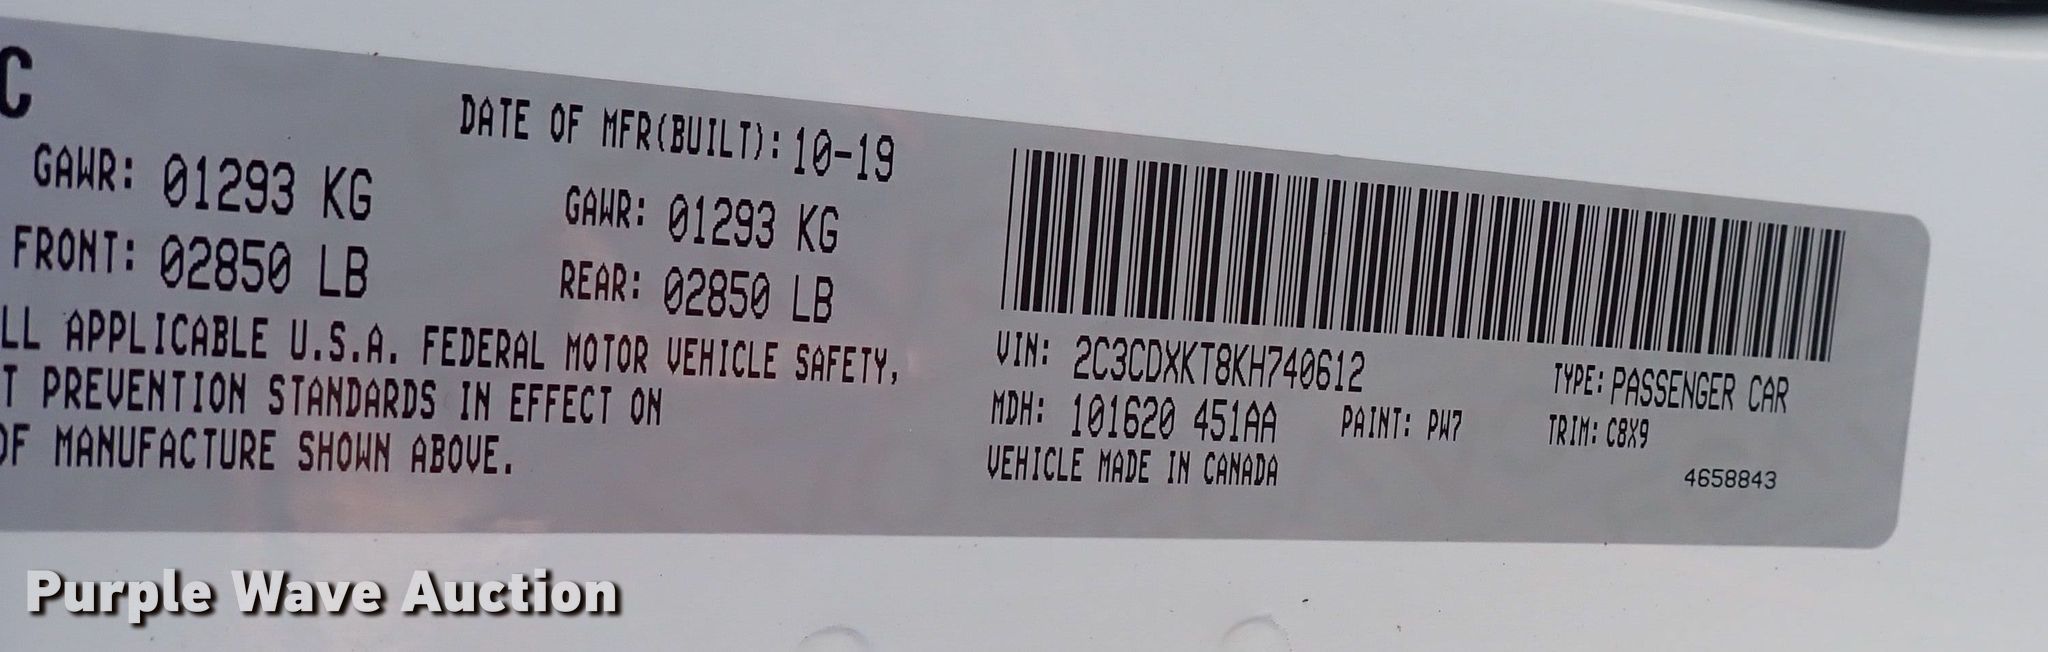 C
DATE OF MFR(BUILT): 10-19
GAWR: 01293 KG GAWR: 01293 KG
FRONT: 02850 LB REAR: 02850 LB
LL APPLICABLE U.S.A. FEDERAL MOTOR VEHICLE SAFETY,
T PREVENTION STANDARDS IN EFFECT ON
OF MANUFACTURE SHOWN ABOVE.
VIN: 2C3CDXKT8KH740612 TYPE: PASSENGER CAR
MDH: 101620 451AA PAINT: PW7 TRIM: C8X9
VEHICLE MADE IN CANADA
4658843
Purple Wave Auction